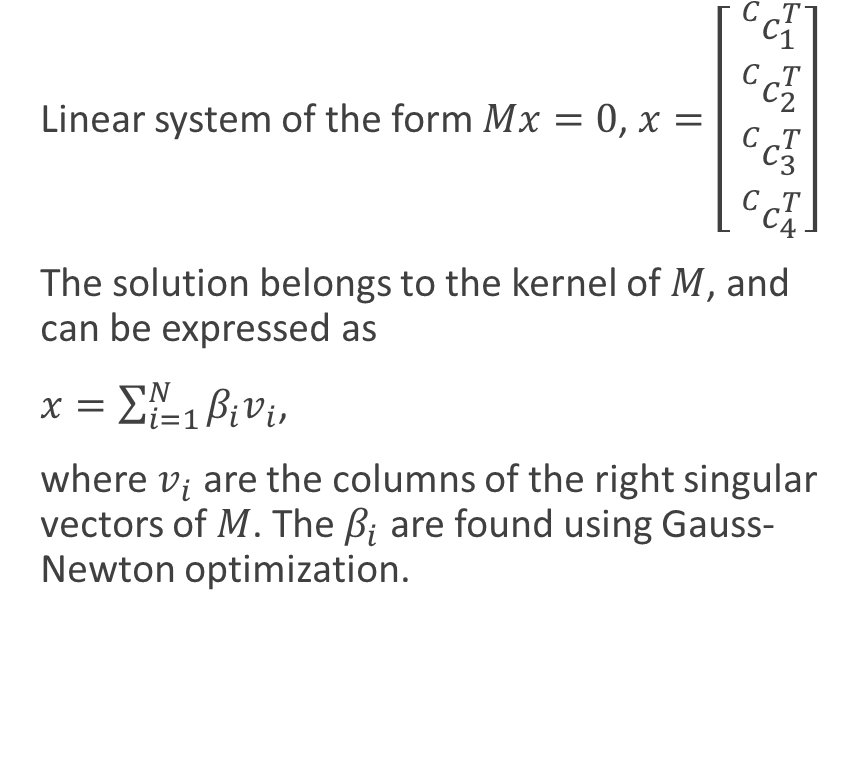 Linear system of the form $Mx = 0, x = \begin{bmatrix} {}^{C}c_1^T \\ {}^{C}c_2^T \\ {}^{C}c_3^T \\ {}^{C}c_4^T \end{bmatrix}$
The solution belongs to the kernel of $M$, and
can be expressed as
$x = \sum_{i=1}^{N} \beta_i v_i,$
where $v_i$ are the columns of the right singular
vectors of $M$. The $\beta_i$ are found using Gauss-
Newton optimization.